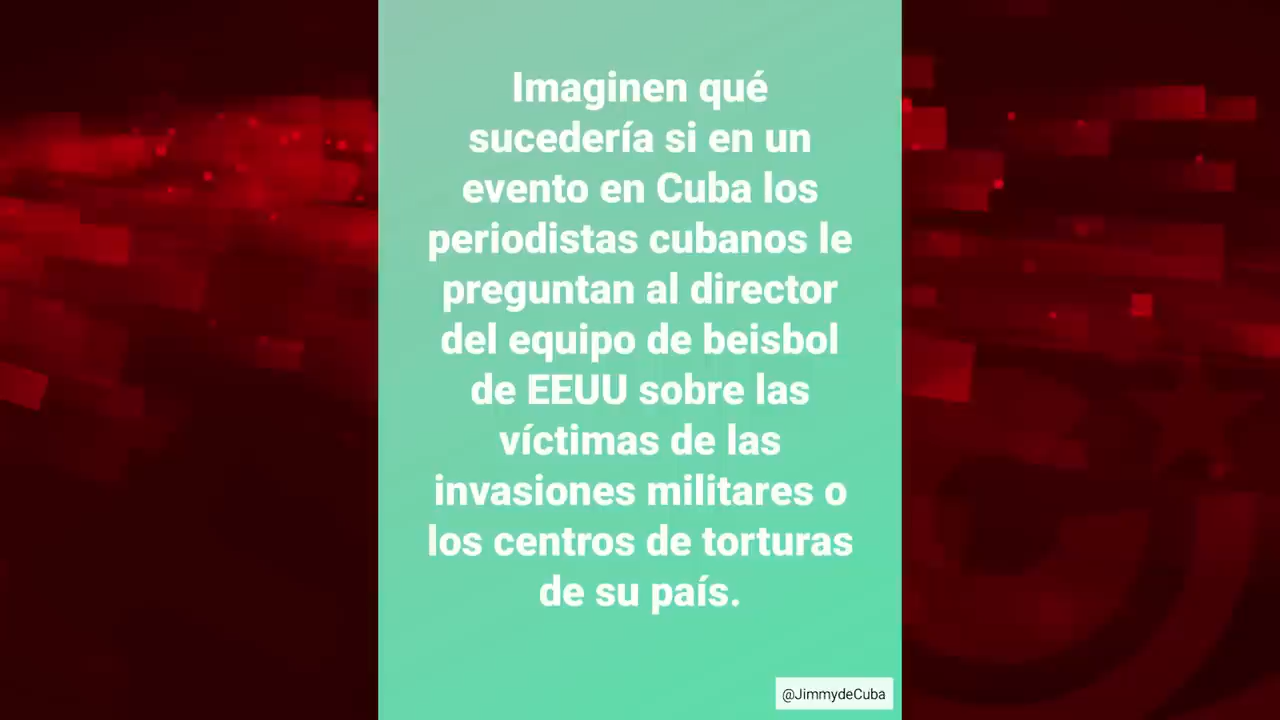 Imaginen qué
sucedería si en un
evento en Cuba los
periodistas cubanos le
preguntan al director
del equipo de beisbol
de EEUU sobre las
víctimas de las
invasiones militares o
los centros de torturas
de su país.
@JimmydeCuba